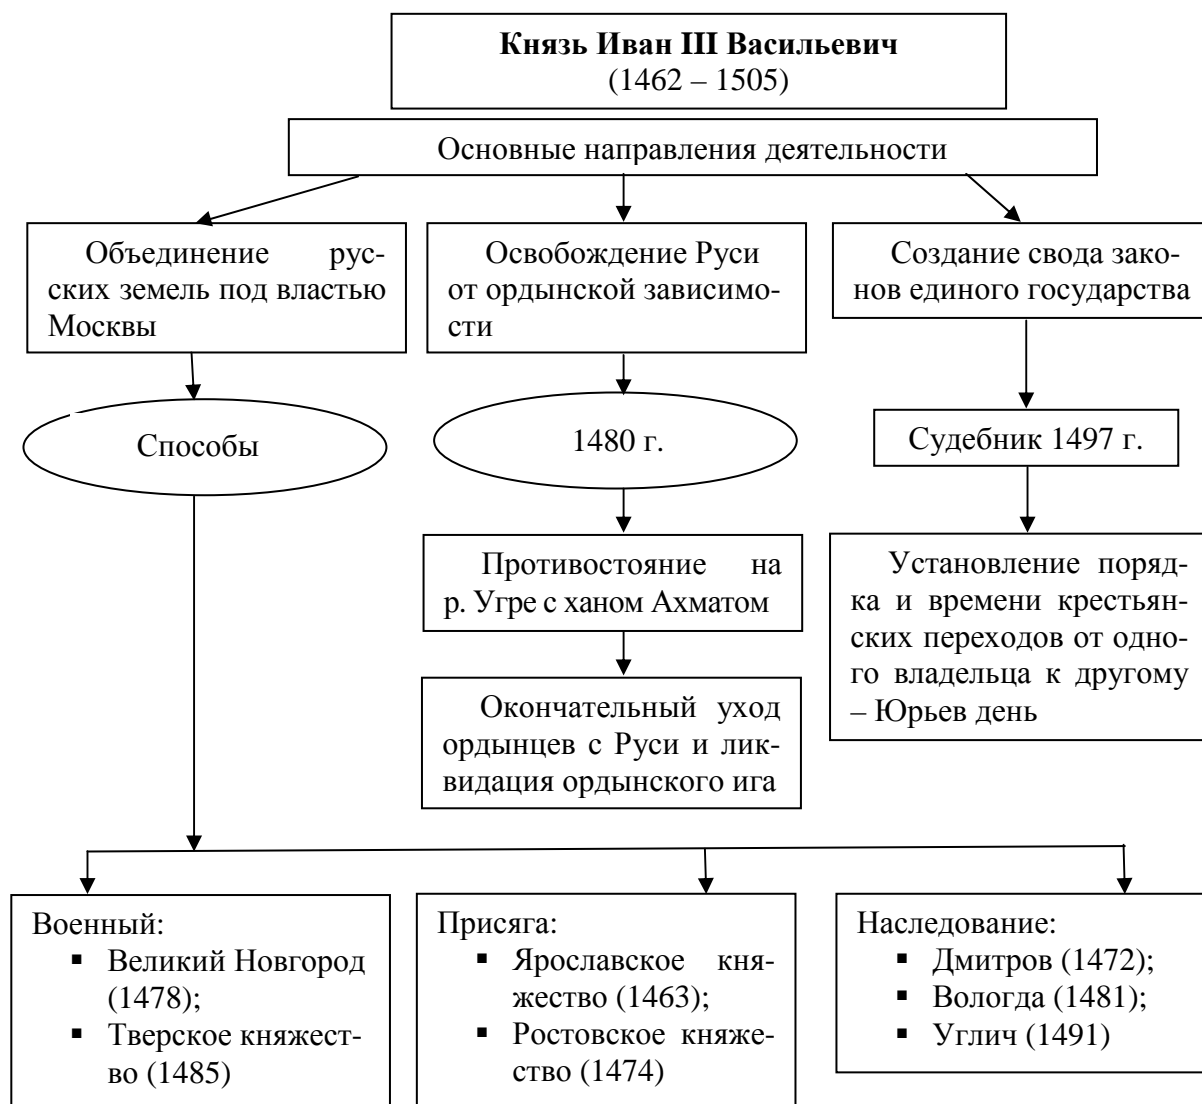 Князь Иван III Васильевич
(1462 – 1505)
Основные направления деятельности
Объединение рус-
ских земель под властью
Москвы
Освобождение Руси
от ордынской зависимо-
сти
Создание свода зако-
нов единого государства
Способы
1480 г.
Судебник 1497 г.
Противостояние на
р. Угре с ханом Ахматом
Установление поряд-
ка и времени крестьян-
ских переходов от одно-
го владельца к другому
– Юрьев день
Окончательный уход
ордынцев с Руси и лик-
видация ордынского ига
Военный:
▪ Великий Новгород
(1478);
▪ Тверское княжест-
во (1485)
Присяга:
▪ Ярославское кня-
жество (1463);
▪ Ростовское княже-
ство (1474)
Наследование:
▪ Дмитров (1472);
▪ Вологда (1481);
▪ Углич (1491)